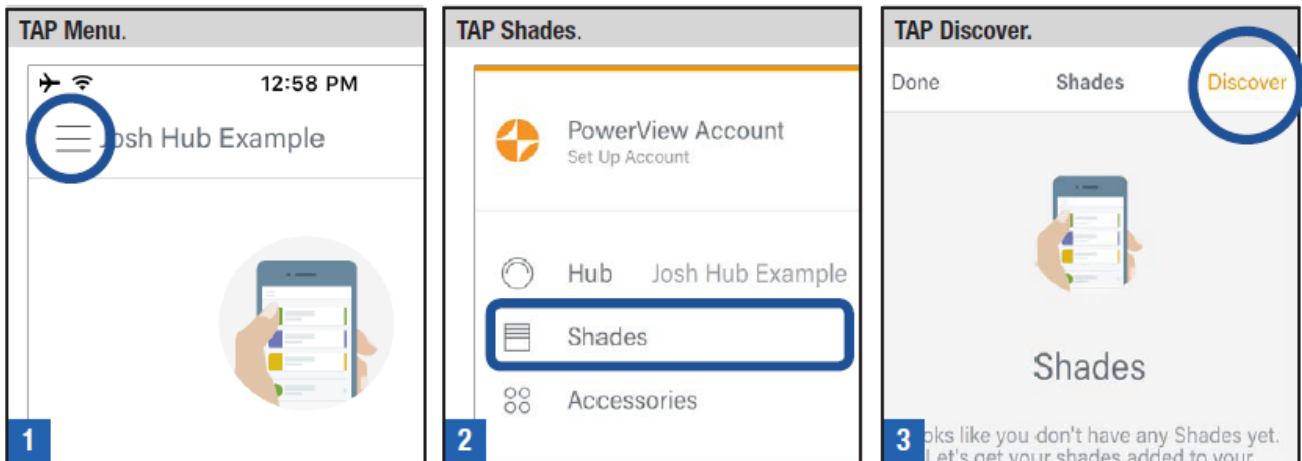 TAP Menu.
12:58 PM
Josh Hub Example
1
TAP Shades.
PowerView Account
Set Up Account
Hub Josh Hub Example
Shades
Accessories
2
TAP Discover.
Done Shades Discover
Shades
oks like you don't have any Shades yet.
Let's get your shades added to your
3